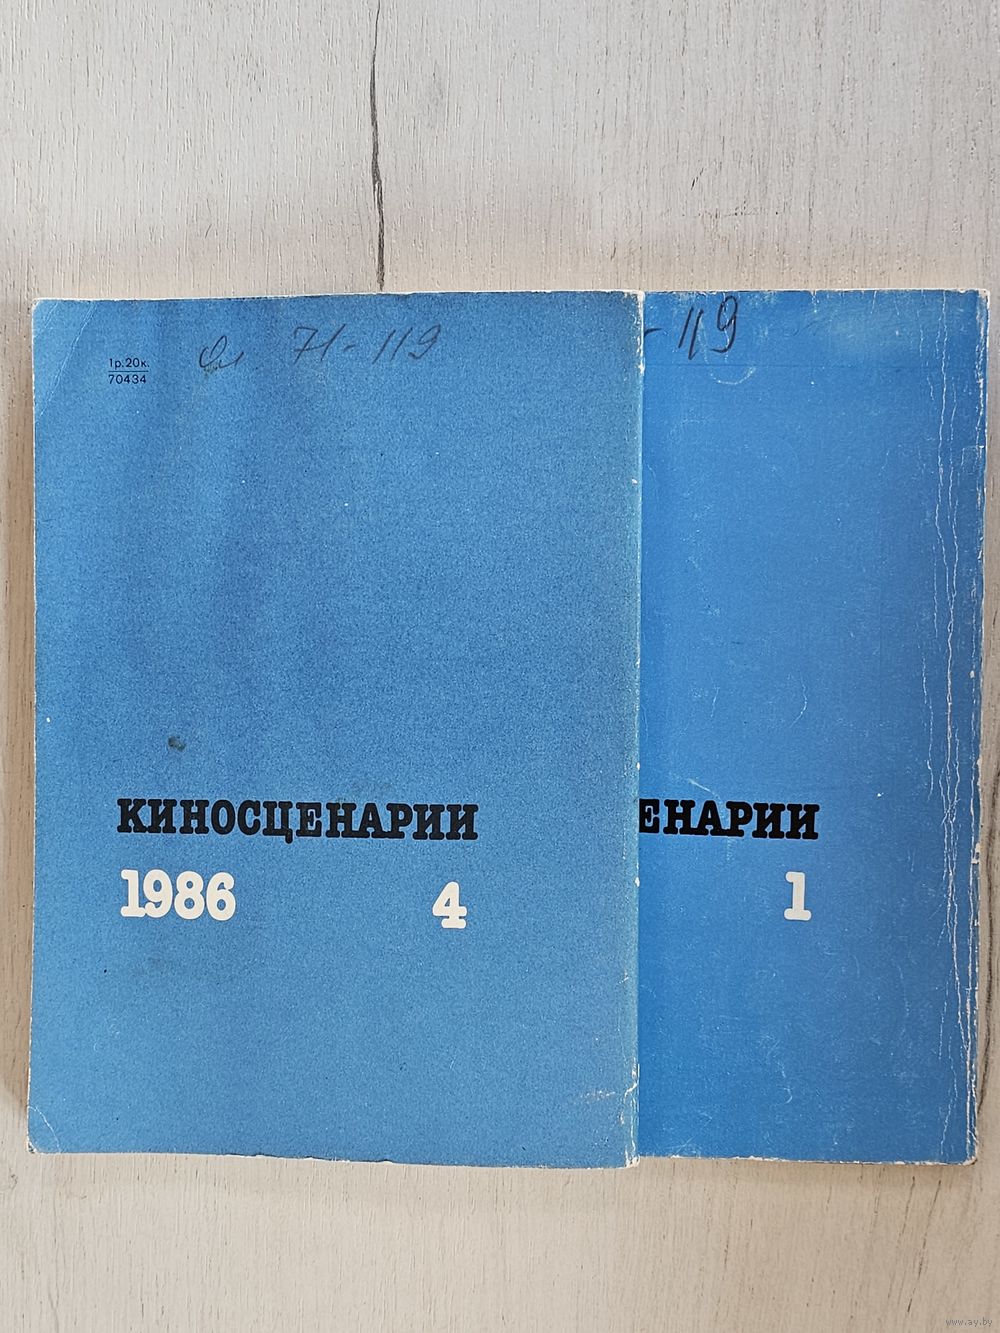 71-119
- 119
1р.20к.
70434
КИНОСЦЕНАРИИ
1986 4
ЕНАРИИ
1
www.ay.by